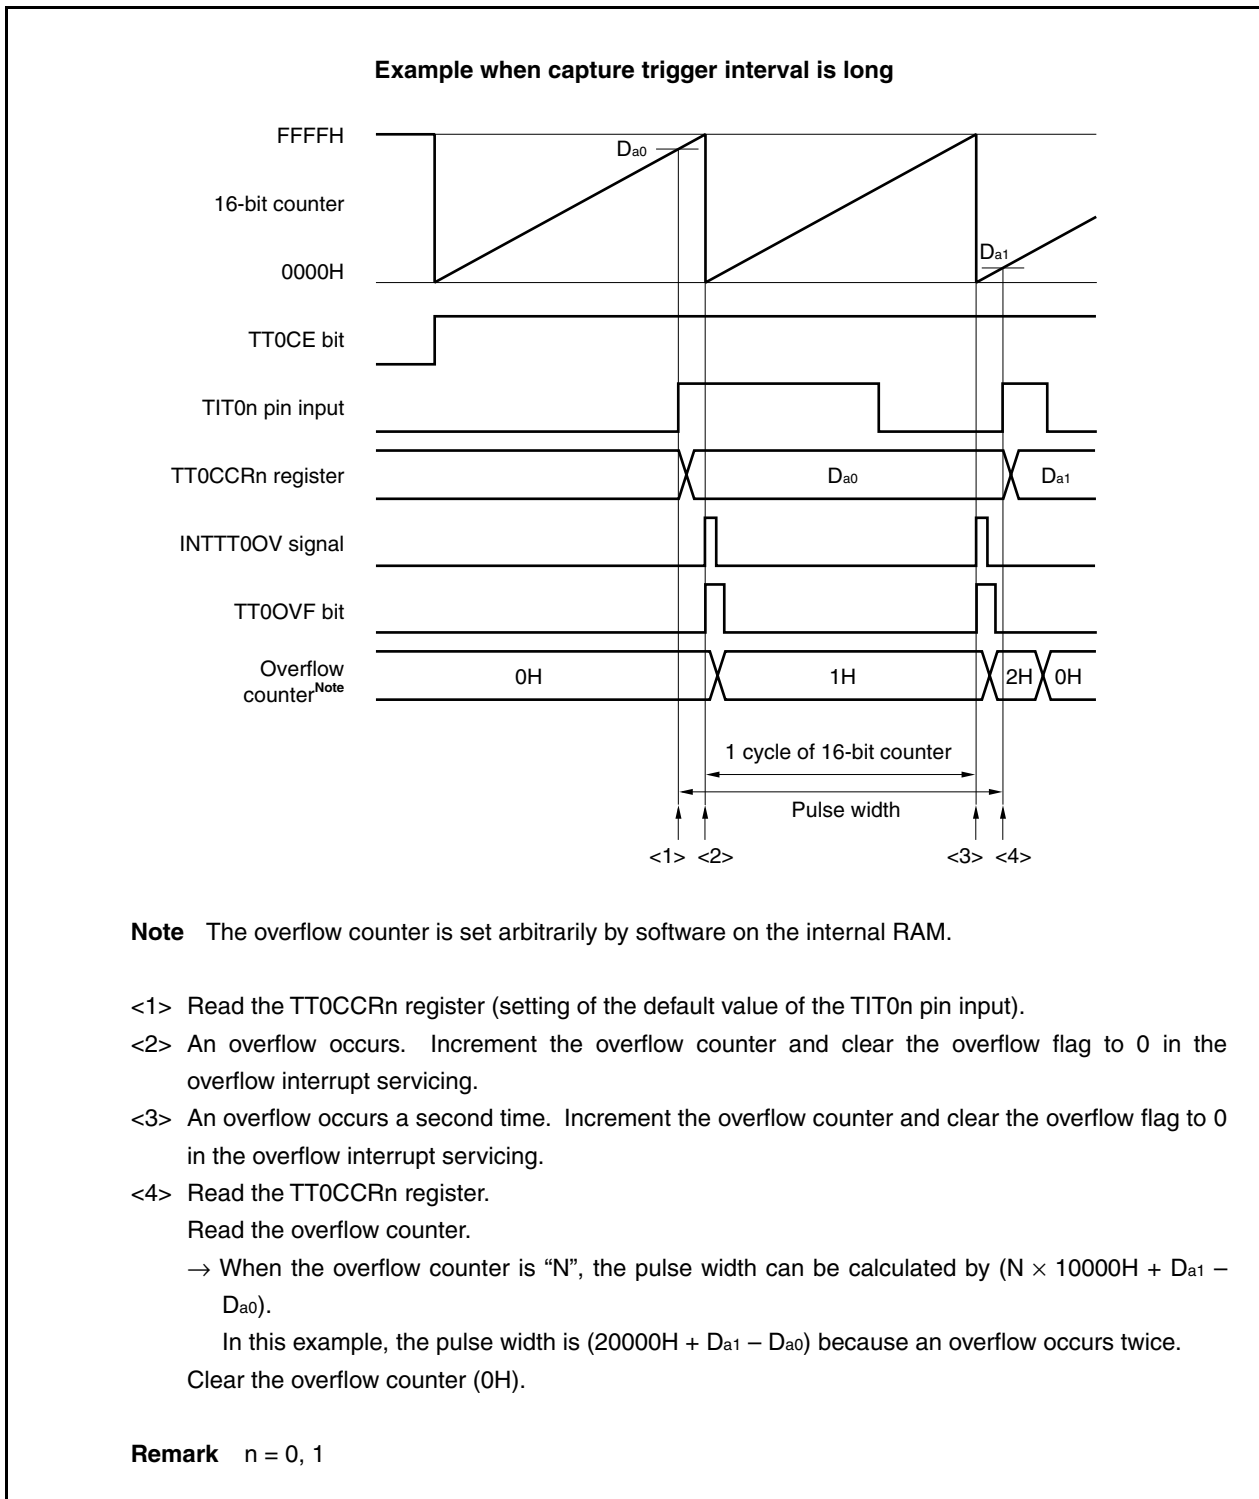 Example when capture trigger interval is long
FFFFH
Da0
16-bit counter
Da1
0000H
TT0CE bit
TIT0n pin input
TT0CCRn register
Da0
Da1
INTTT0OV signal
TT0OVF bit
Overflow
counterNote
0H
1H
2H
0H
1 cycle of 16-bit counter
Pulse width
<1> <2> <3> <4>
Note The overflow counter is set arbitrarily by software on the internal RAM.
<1> Read the TT0CCRn register (setting of the default value of the TIT0n pin input).
<2> An overflow occurs. Increment the overflow counter and clear the overflow flag to 0 in the
overflow interrupt servicing.
<3> An overflow occurs a second time. Increment the overflow counter and clear the overflow flag to 0
in the overflow interrupt servicing.
<4> Read the TT0CCRn register.
Read the overflow counter.
→ When the overflow counter is “N”, the pulse width can be calculated by (N × 10000H + Da1 –
Da0).
In this example, the pulse width is (20000H + Da1 – Da0) because an overflow occurs twice.
Clear the overflow counter (0H).
Remark n = 0, 1